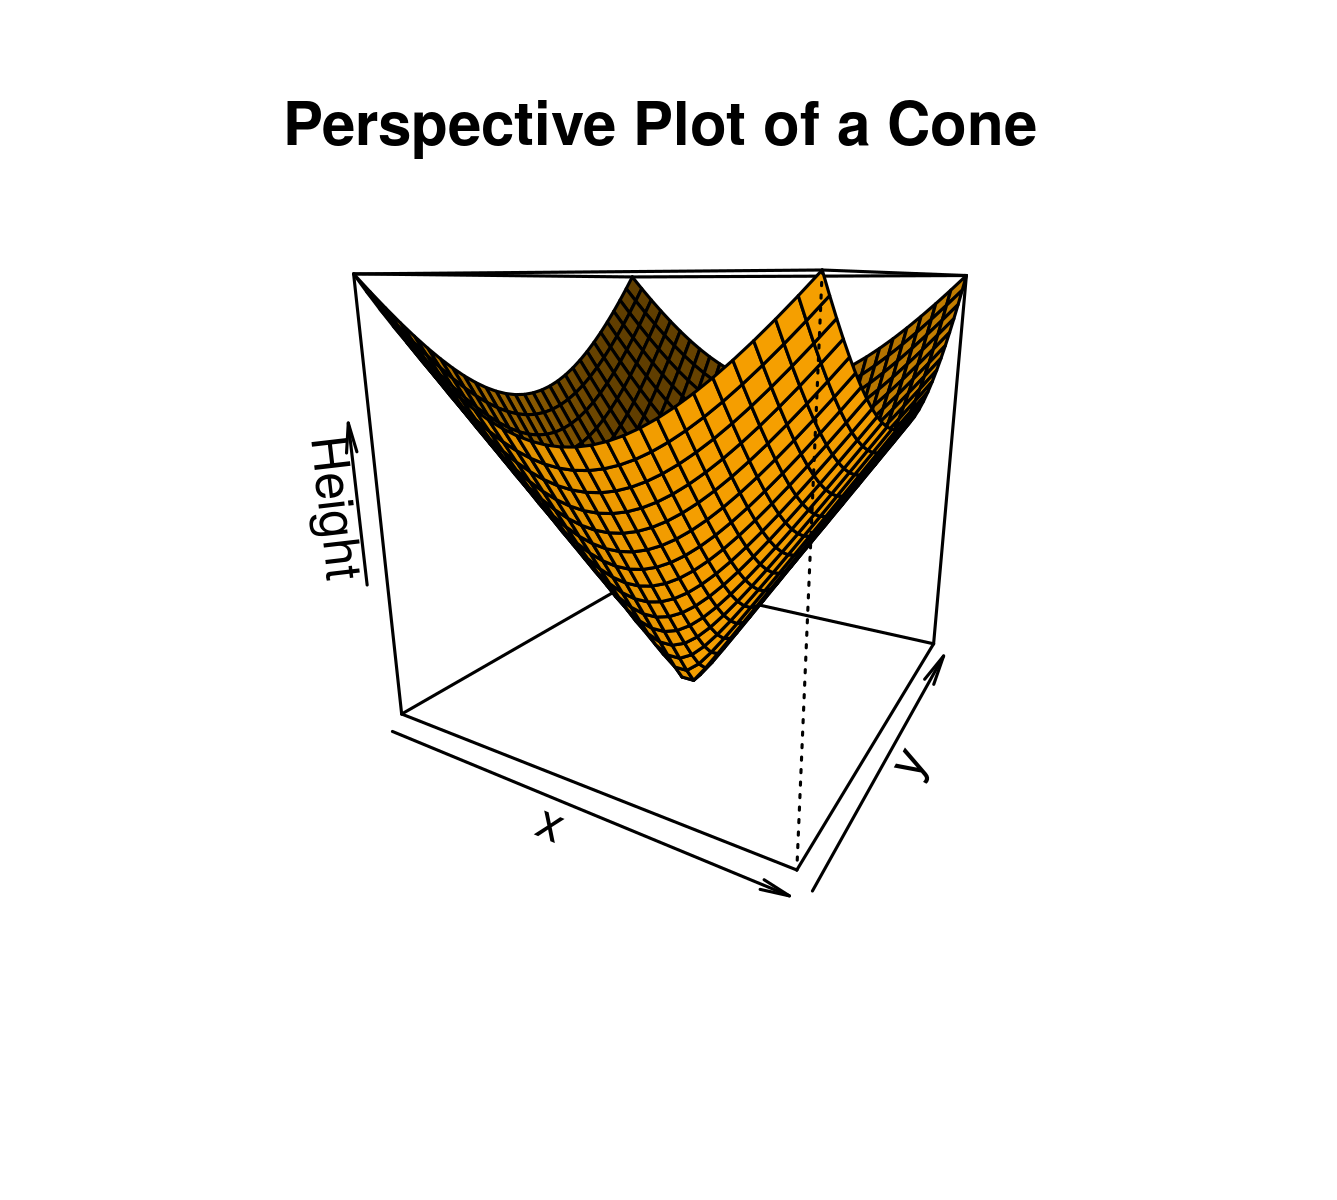 Perspective Plot of a Cone
Height
x
y